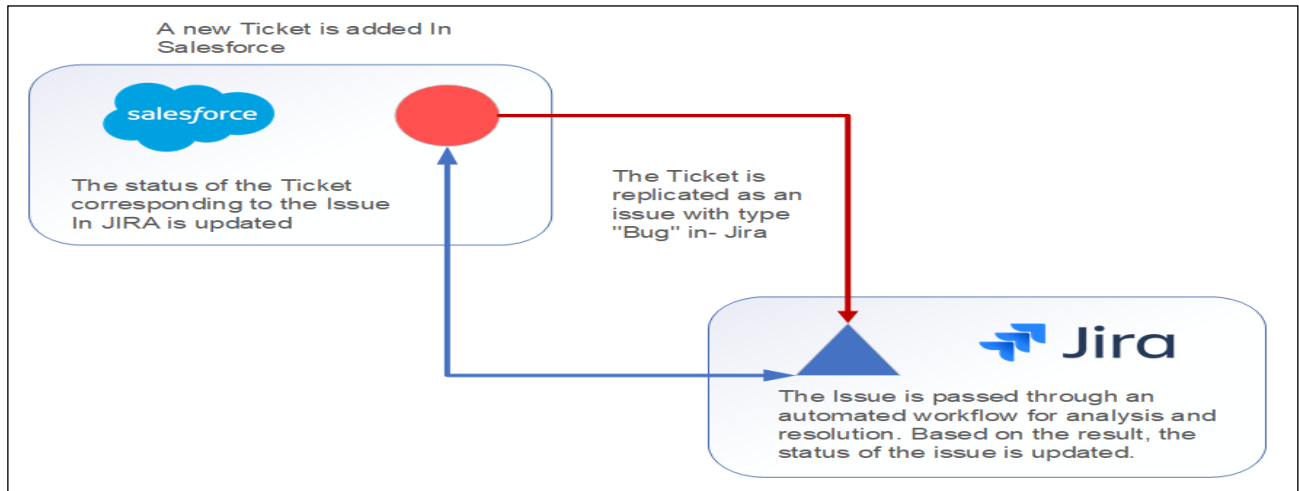 A new Ticket is added In
Salesforce
salesforce
The status of the Ticket
corresponding to the Issue
In JIRA is updated
The Ticket is
replicated as an
issue with type
"Bug" in- Jira
Jira
The Issue is passed through an
automated workflow for analysis and
resolution. Based on the result, the
status of the issue is updated.